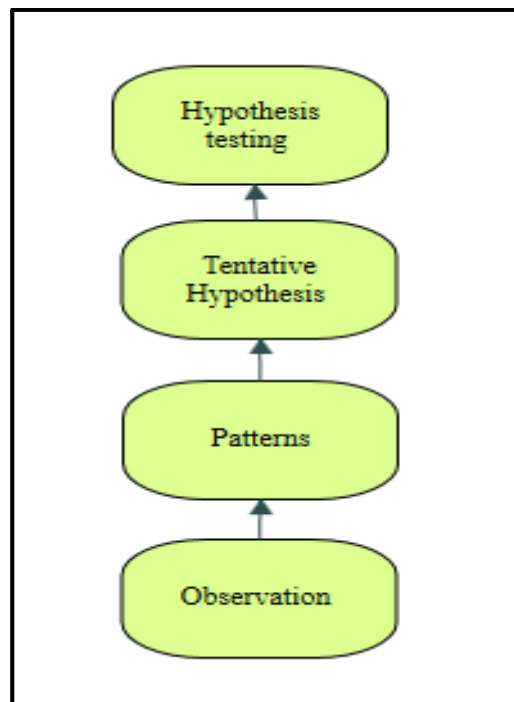 Hypothesis
testing
Tentative
Hypothesis
Patterns
Observation